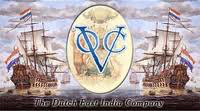 VOC
The Dutch East India Company